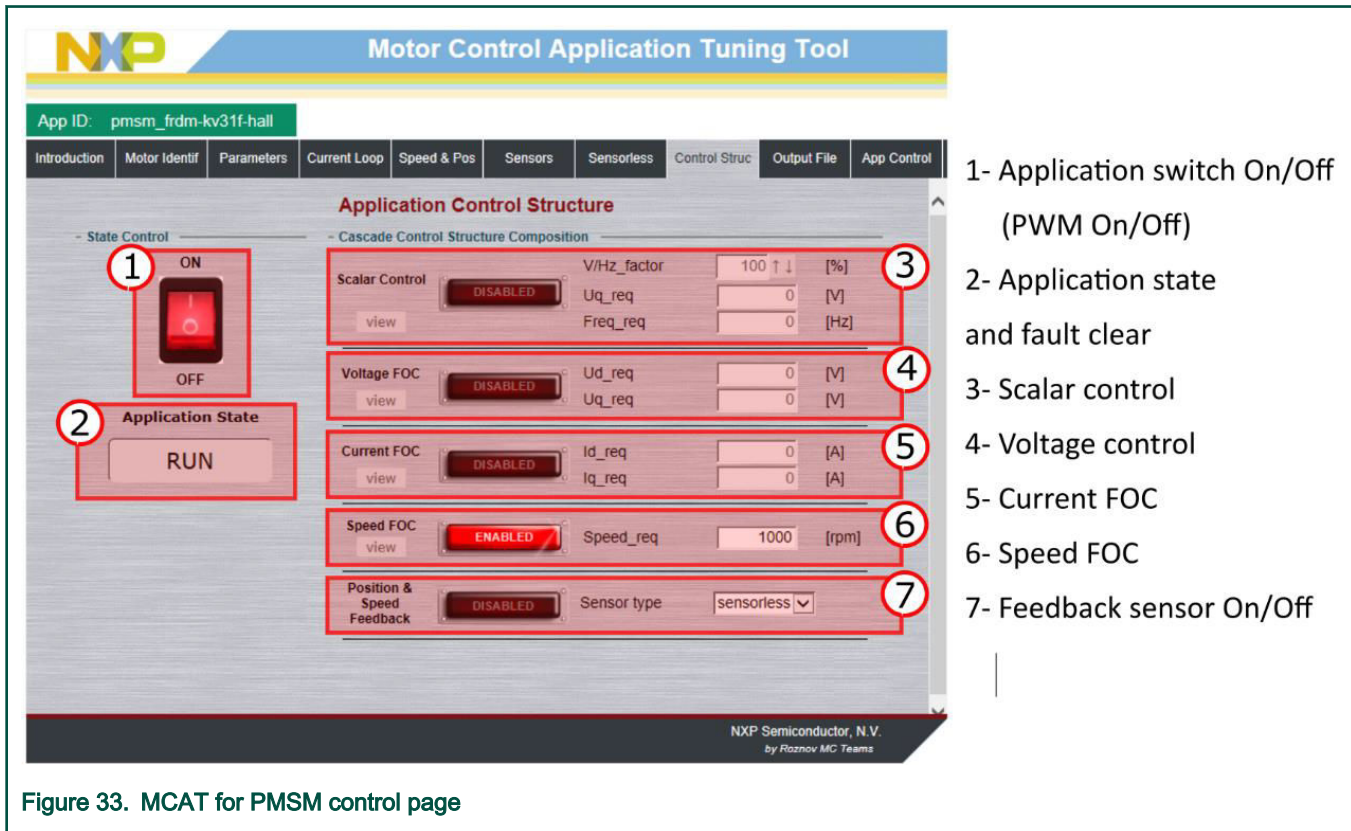 NXP
Motor Control Application Tuning Tool
App ID: pmsm_frdm-kv31f-hall
Introduction Motor Identif Parameters Current Loop Speed & Pos Sensors Sensorless Control Struc Output File App Control
Application Control Structure
- State Control
- Cascade Control Structure Composition
1
ON
I
O
OFF
2
Application State
RUN
Scalar Control
DISABLED
view
V/Hz_factor 100 ↑↓ [%]
Uq_req 0 [V]
Freq_req 0 [Hz]
3
Voltage FOC
DISABLED
view
Ud_req 0 [V]
Uq_req 0 [V]
4
Current FOC
DISABLED
view
Id_req 0 [A]
Iq_req 0 [A]
5
Speed FOC
ENABLED
view
Speed_req 1000 [rpm]
6
Position &
Speed
Feedback
DISABLED
Sensor type sensorless
7
NXP Semiconductor, N.V.
by Roznov MC Teams
1- Application switch On/Off
(PWM On/Off)
2- Application state
and fault clear
3- Scalar control
4- Voltage control
5- Current FOC
6- Speed FOC
7- Feedback sensor On/Off
Figure 33. MCAT for PMSM control page